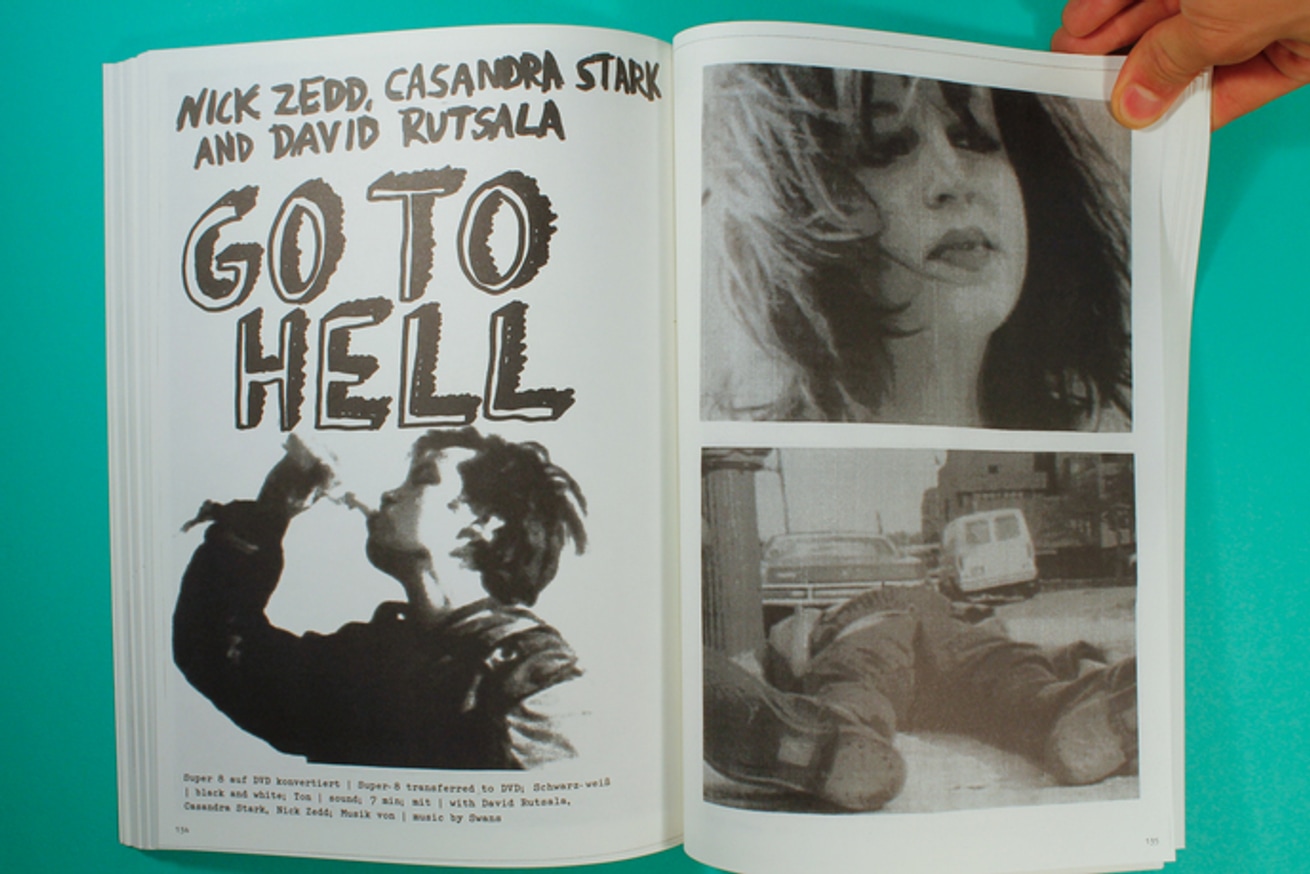 NICK ZEDD, CASANDRA STARK
AND DAVID RUTSALA
GO TO
HELL
Super 8 auf DVD konvertiert | Super-8 transferred to DVD; Schwarz-weiß
| black and white; Ton | sound; 7 min; mit | with David Rutsala,
Casandra Stark, Nick Zedd; Musik von | music by Swans
134
135